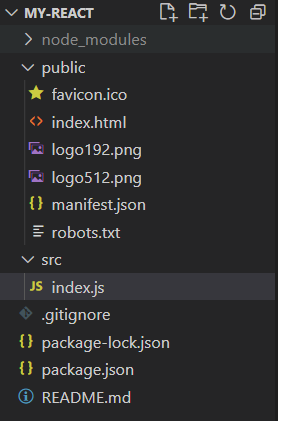 MY-REACT
node_modules
public
favicon.ico
<> index.html
logo192.png
logo512.png
{} manifest.json
robots.txt
src
JS index.js
.gitignore
{} package-lock.json
{} package.json
README.md